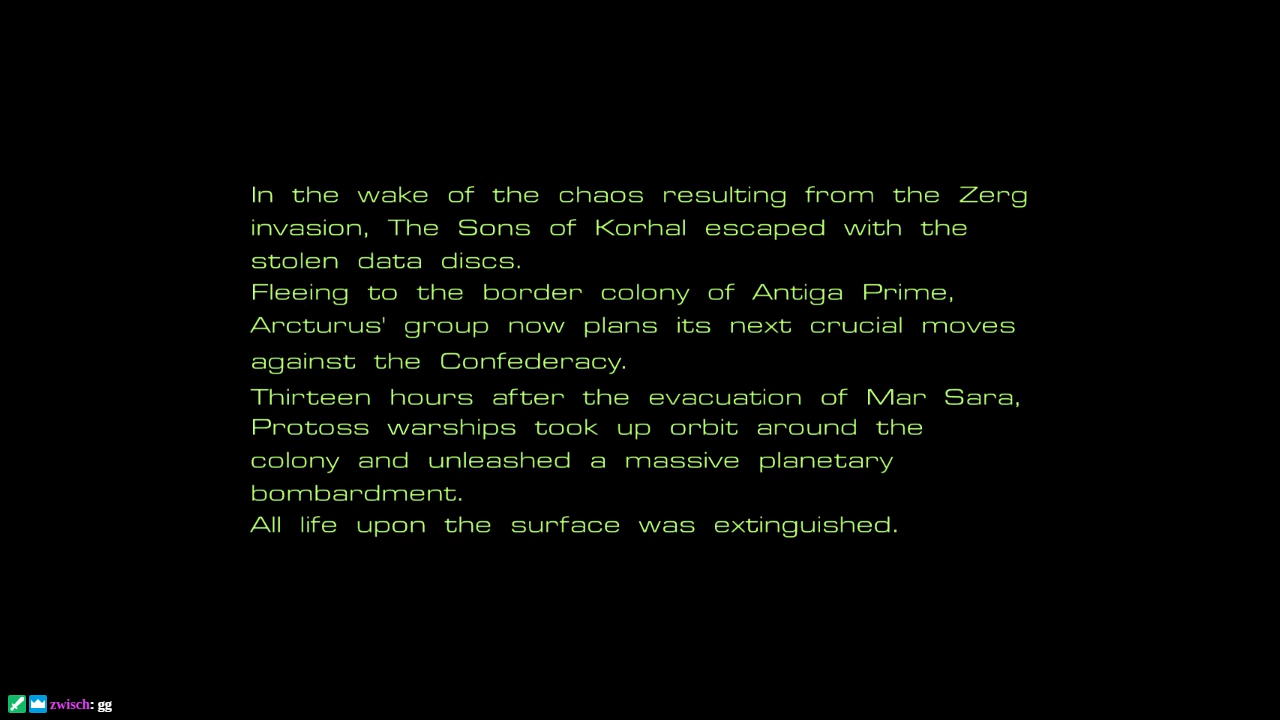 In the wake of the chaos resulting from the Zerg
invasion, The Sons of Korhal escaped with the
stolen data discs.
Fleeing to the border colony of Antiga Prime,
Arcturus' group now plans its next crucial moves
against the Confederacy.
Thirteen hours after the evacuation of Mar Sara,
Protoss warships took up orbit around the
colony and unleashed a massive planetary
bombardment.
All life upon the surface was extinguished.
zwisch: gg